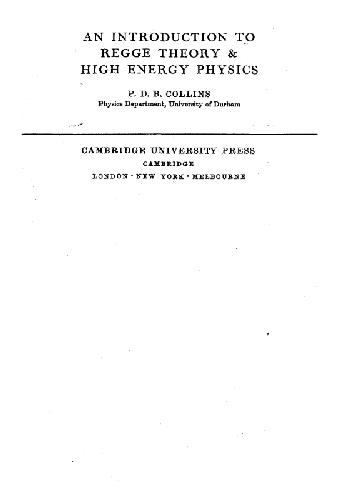 AN INTRODUCTION TO
REGGE THEORY &
HIGH ENERGY PHYSICS
P. D. B. COLLINS
Physics Department, University of Durham
CAMBRIDGE UNIVERSITY PRESS
CAMBRIDGE
LONDON · NEW YORK · MELBOURNE